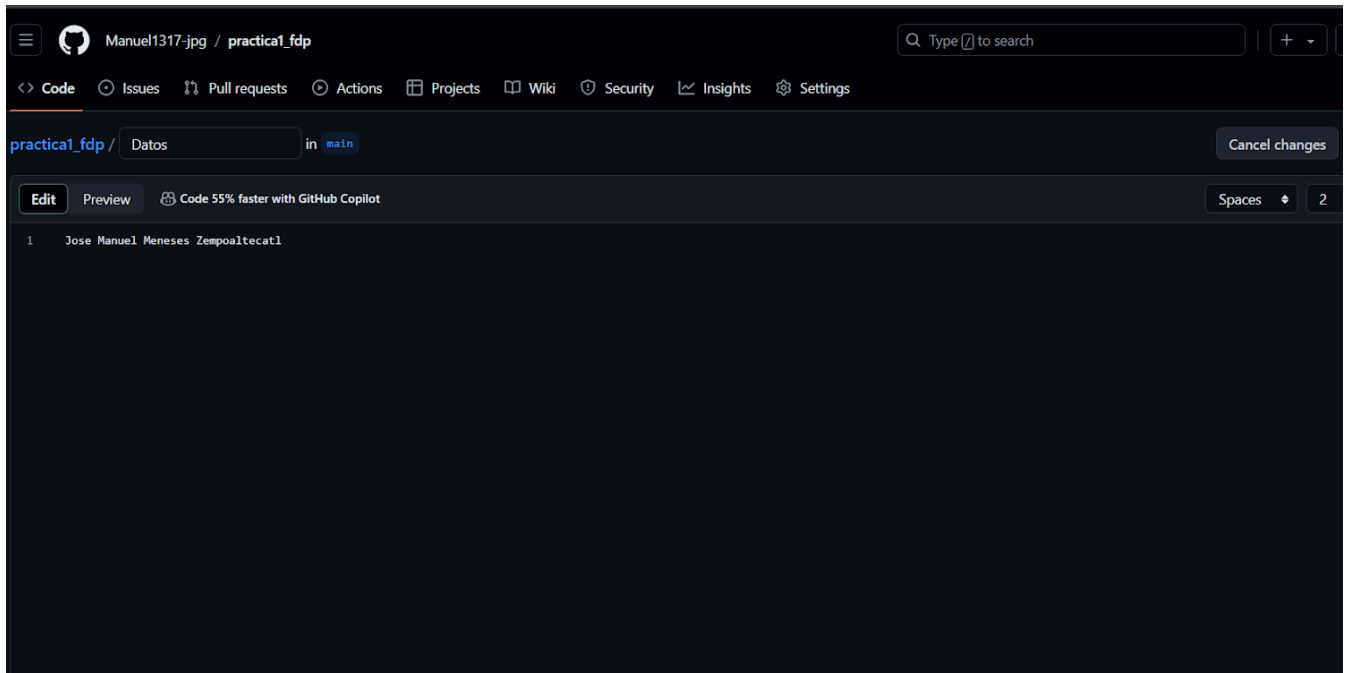 Manuel1317-jpg / practica1_fdp
Type / to search
Code Issues Pull requests Actions Projects Wiki Security Insights Settings
practica1_fdp / Datos in main
Cancel changes
Edit Preview Code 55% faster with GitHub Copilot
Spaces 2
1 Jose Manuel Meneses Zempoaltecatl